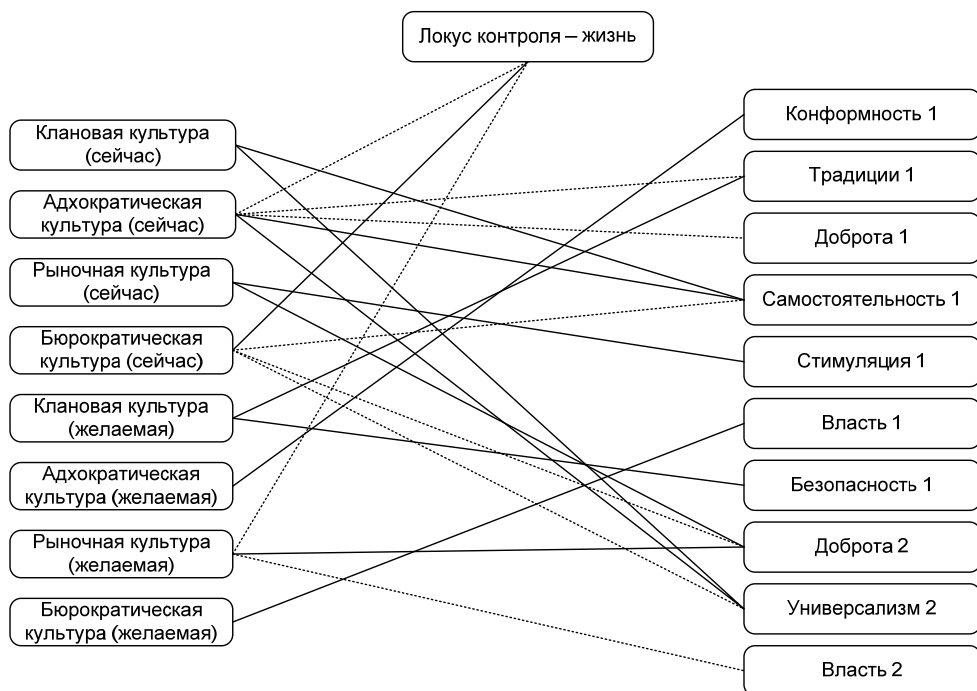 Локус контроля – жизнь
Клановая культура
(сейчас)
Адхократическая
культура (сейчас)
Рыночная культура
(сейчас)
Бюрократическая
культура (сейчас)
Клановая культура
(желаемая)
Адхократическая
культура (желаемая)
Рыночная культура
(желаемая)
Бюрократическая
культура (желаемая)
Конформность 1
Традиции 1
Доброта 1
Самостоятельность 1
Стимуляция 1
Власть 1
Безопасность 1
Доброта 2
Универсализм 2
Власть 2